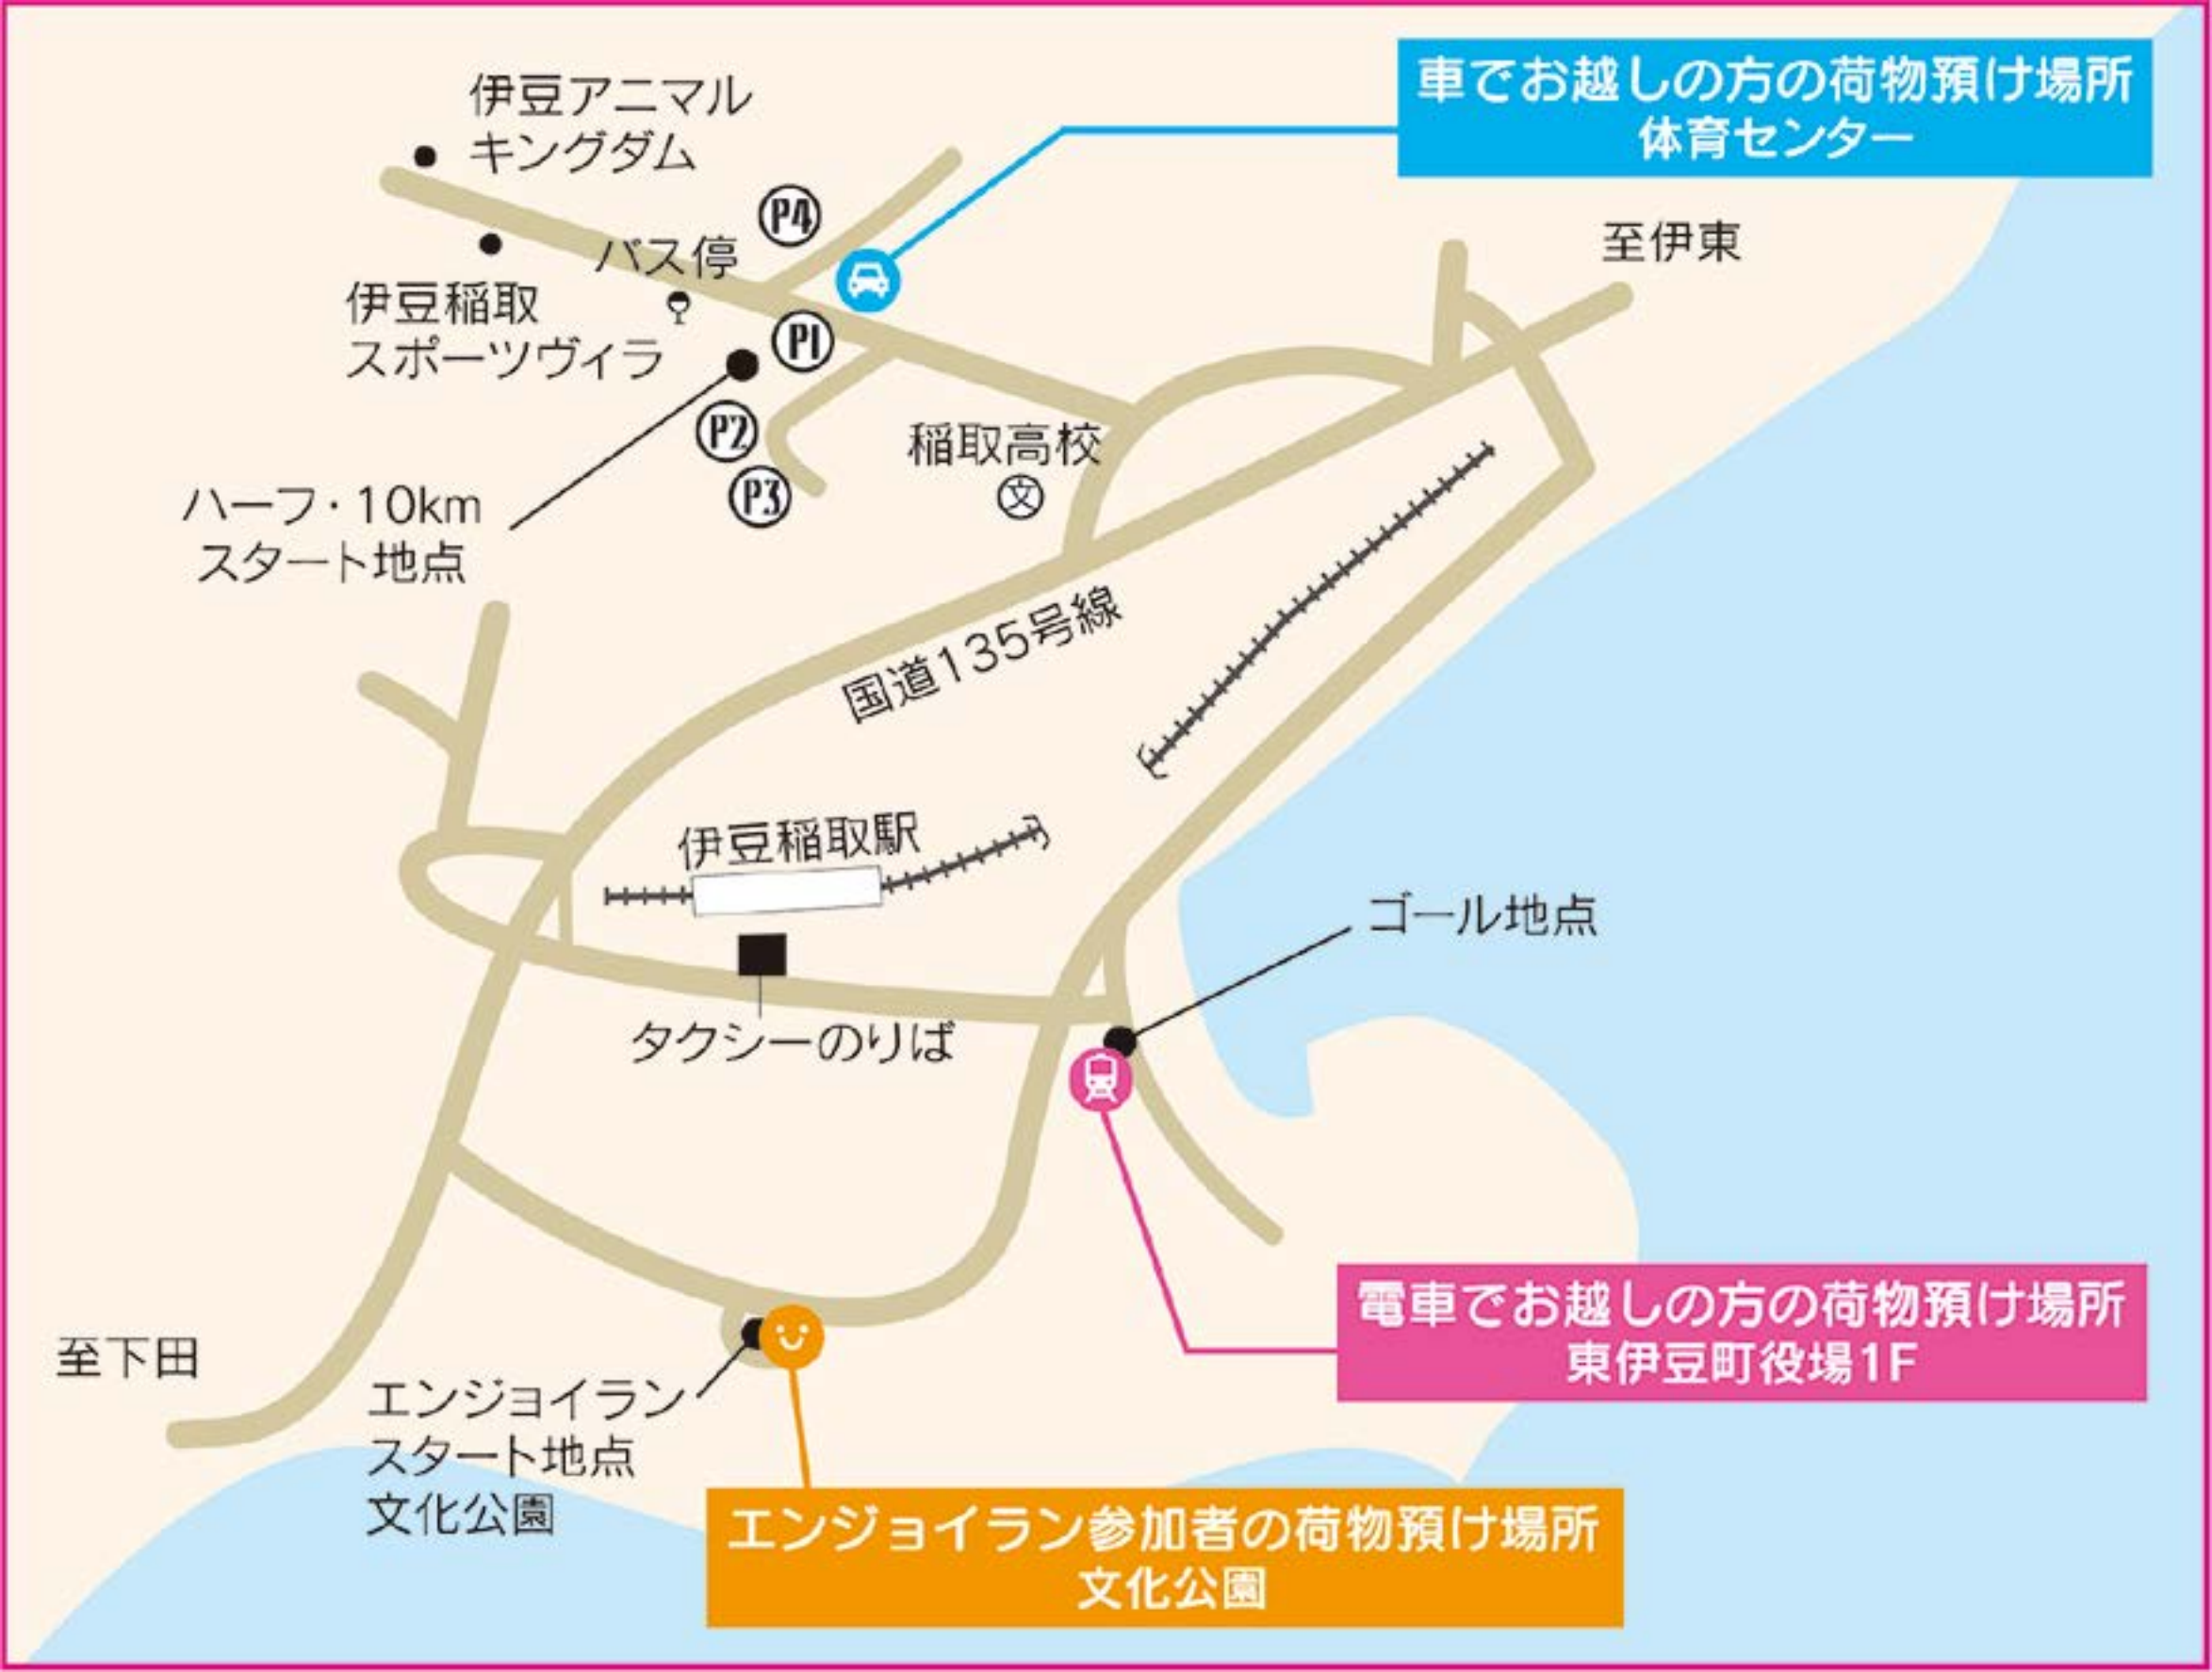 車でお越しの方の荷物預け場所
体育センター
伊豆アニマル
キングダム
P4
バス停
至伊東
伊豆稲取
スポーツヴィラ
P1
P2
稲取高校
文
P3
ハーフ・10km
スタート地点
国道135号線
伊豆稲取駅
ゴール地点
タクシーのりば
電車でお越しの方の荷物預け場所
東伊豆町役場1F
至下田
エンジョイラン
スタート地点
文化公園
エンジョイラン参加者の荷物預け場所
文化公園